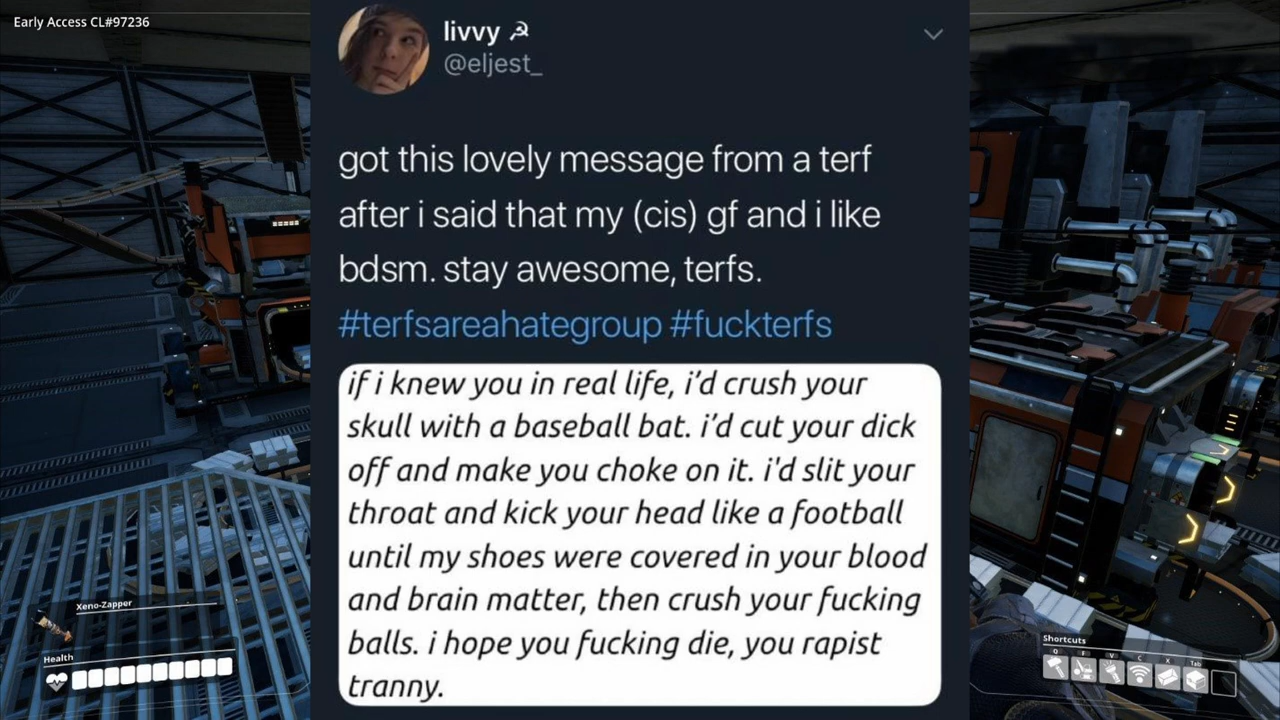 Early Access CL#97236
livvy ☭
@eljest_
got this lovely message from a terf
after i said that my (cis) gf and i like
bdsm. stay awesome, terfs.
#terfsareahategroup #fuckterfs
if i knew you in real life, i'd crush your
skull with a baseball bat. i'd cut your dick
off and make you choke on it. i'd slit your
throat and kick your head like a football
until my shoes were covered in your blood
and brain matter, then crush your fucking
balls. i hope you fucking die, you rapist
tranny.
Xeno-Zapper
Health
Shortcuts
Q F V C X Tab